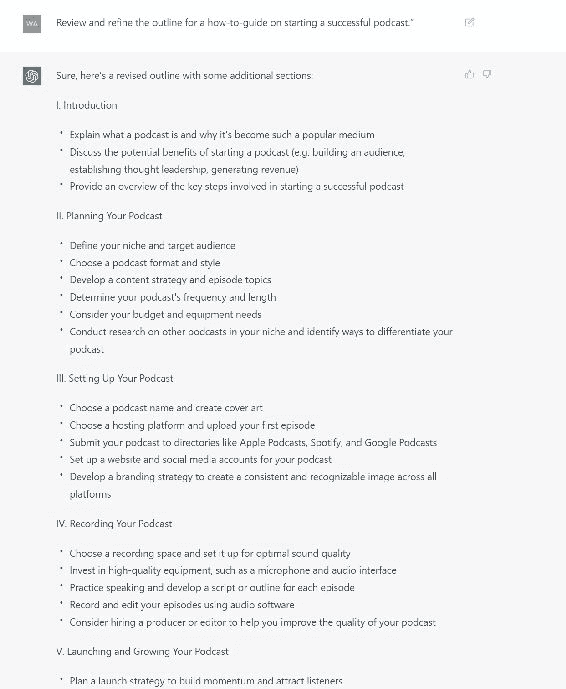 WA
Review and refine the outline for a how-to-guide on starting a successful podcast."
Sure, here's a revised outline with some additional sections:
I. Introduction
• Explain what a podcast is and why it's become such a popular medium
• Discuss the potential benefits of starting a podcast (e.g. building an audience,
establishing thought leadership, generating revenue)
• Provide an overview of the key steps involved in starting a successful podcast
II. Planning Your Podcast
• Define your niche and target audience
• Choose a podcast format and style
• Develop a content strategy and episode topics
• Determine your podcast's frequency and length
• Consider your budget and equipment needs
• Conduct research on other podcasts in your niche and identify ways to differentiate your
podcast
III. Setting Up Your Podcast
• Choose a podcast name and create cover art
• Choose a hosting platform and upload your first episode
• Submit your podcast to directories like Apple Podcasts, Spotify, and Google Podcasts
• Set up a website and social media accounts for your podcast
• Develop a branding strategy to create a consistent and recognizable image across all
platforms
IV. Recording Your Podcast
• Choose a recording space and set it up for optimal sound quality
• Invest in high-quality equipment, such as a microphone and audio interface
• Practice speaking and develop a script or outline for each episode
• Record and edit your episodes using audio software
• Consider hiring a producer or editor to help you improve the quality of your podcast
V. Launching and Growing Your Podcast
• Plan a launch strategy to build momentum and attract listeners